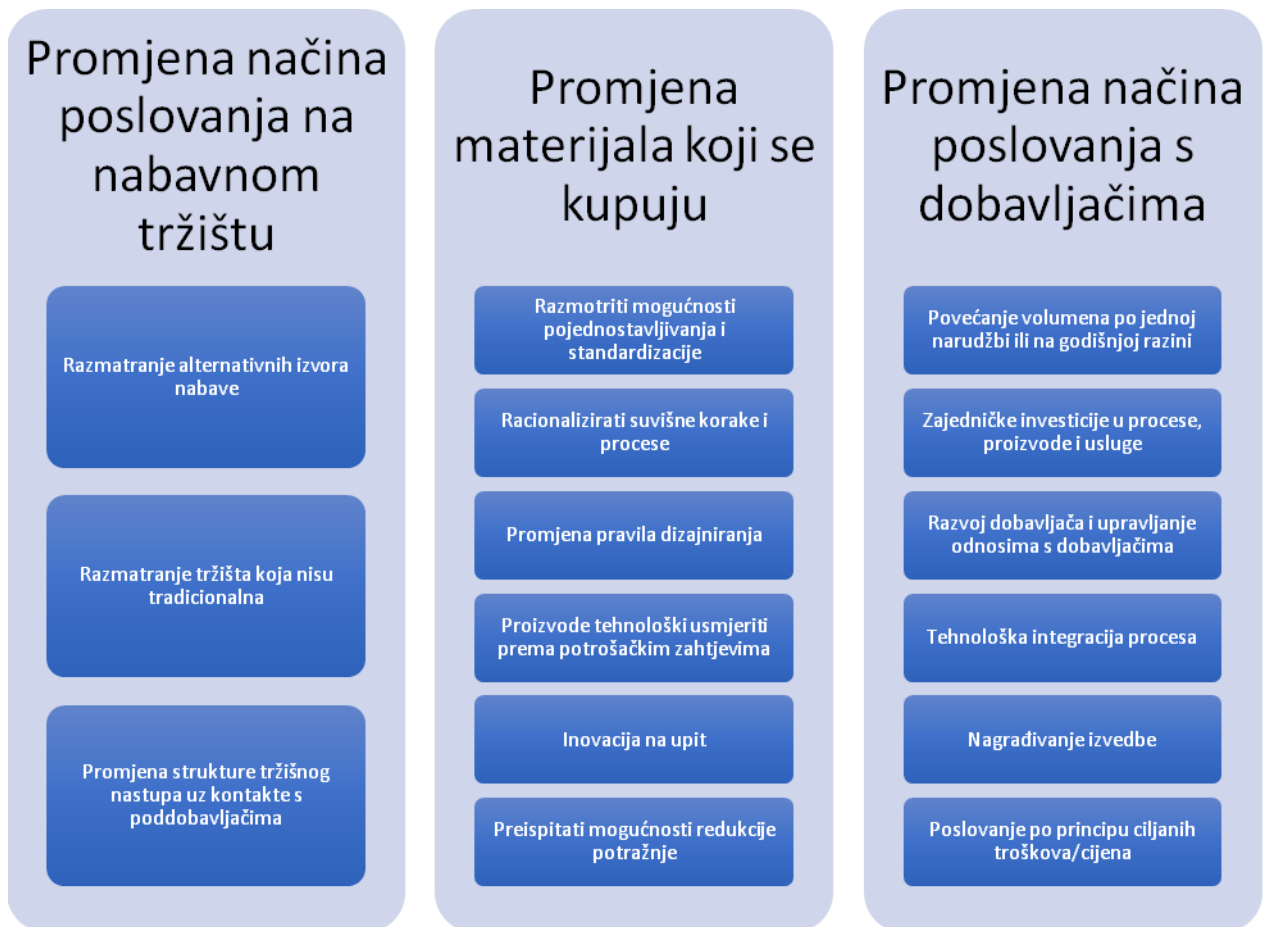 Promjena načina
poslovanja na
nabavnom
tržištu
Razmatranje alternativnih izvora
nabave
Razmatranje tržišta koja nisu
tradicionalna
Promjena strukture tržišnog
nastupa uz kontakte s
poddobavljačima
Promjena
materijala koji se
kupuju
Razmotriti mogućnosti
pojednostavljivanja i
standardizacije
Racionalizirati suvišne korake i
procese
Promjena pravila dizajniranja
Proizvode tehnološki usmjeriti
prema potrošačkim zahtjevima
Inovacija na upit
Preispitati mogućnosti redukcije
potražnje
Promjena načina
poslovanja s
dobavljačima
Povećanje volumena po jednoj
narudžbi ili na godišnjoj razini
Zajedničke investicije u procese,
proizvode i usluge
Razvoj dobavljača i upravljanje
odnosima s dobavljačima
Tehnološka integracija procesa
Nagrađivanje izvedbe
Poslovanje po principu ciljanih
troškova/cijena